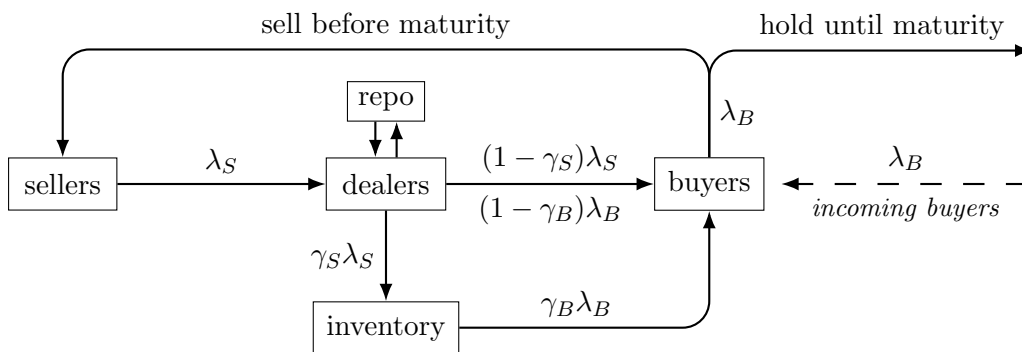 sell before maturity
hold until maturity
repo
λ_B
sellers
λ_S
dealers
(1 − γ_S)λ_S
(1 − γ_B)λ_B
buyers
λ_B
incoming buyers
γ_Sλ_S
inventory
γ_Bλ_B